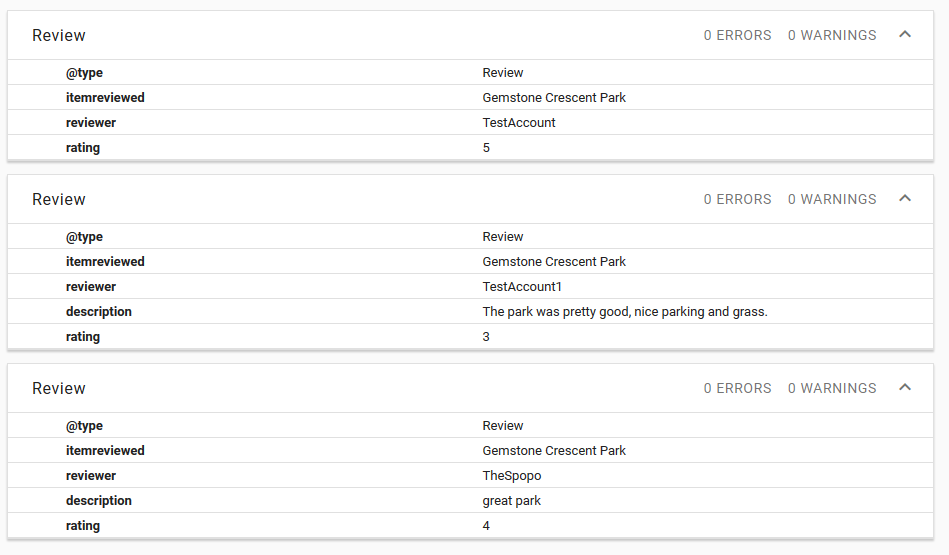 Review 0 ERRORS 0 WARNINGS
@type Review
itemreviewed Gemstone Crescent Park
reviewer TestAccount
rating 5
Review 0 ERRORS 0 WARNINGS
@type Review
itemreviewed Gemstone Crescent Park
reviewer TestAccount1
description The park was pretty good, nice parking and grass.
rating 3
Review 0 ERRORS 0 WARNINGS
@type Review
itemreviewed Gemstone Crescent Park
reviewer TheSpopo
description great park
rating 4